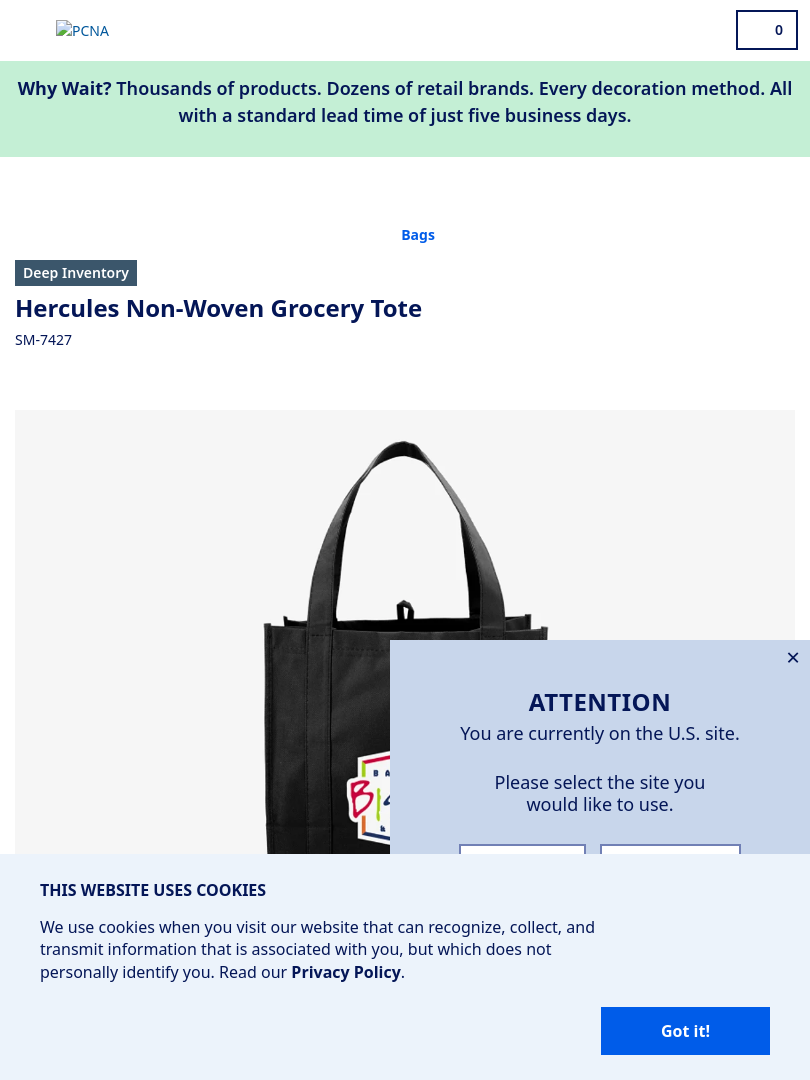 PCNA
0
Why Wait? Thousands of products. Dozens of retail brands. Every decoration method. All
with a standard lead time of just five business days.
Bags
Deep Inventory
Hercules Non-Woven Grocery Tote
SM-7427
✕
ATTENTION
You are currently on the U.S. site.
Please select the site you
would like to use.
THIS WEBSITE USES COOKIES
We use cookies when you visit our website that can recognize, collect, and
transmit information that is associated with you, but which does not
personally identify you. Read our Privacy Policy.
Got it!